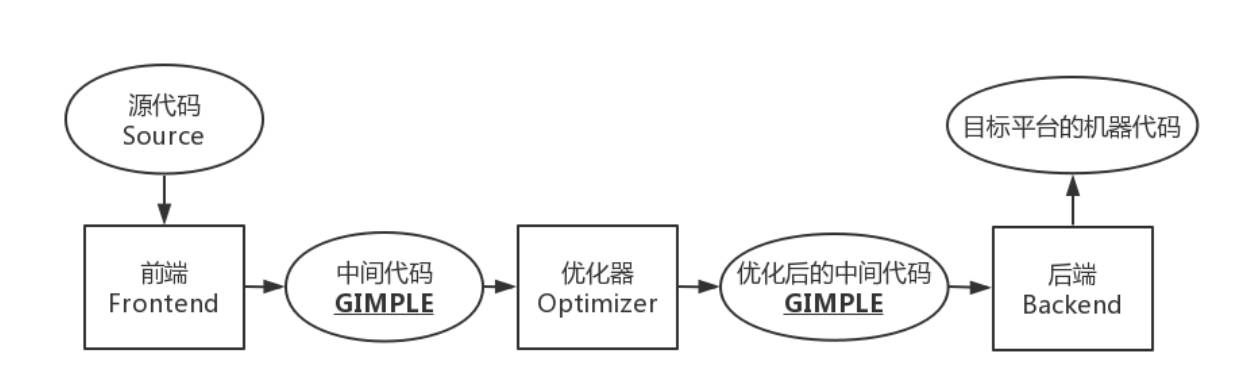 源代码
Source
前端
Frontend
中间代码
GIMPLE
优化器
Optimizer
优化后的中间代码
GIMPLE
后端
Backend
目标平台的机器代码